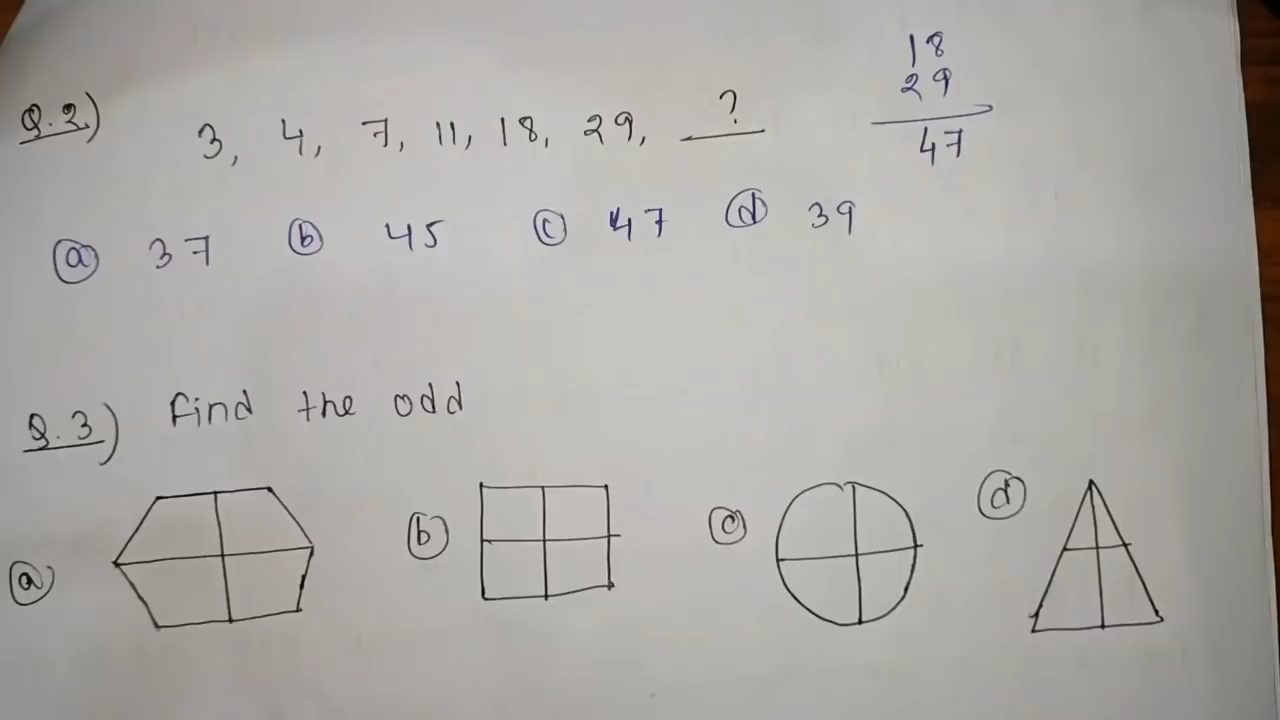 18
29
47
Q.2) 3, 4, 7, 11, 18, 29, ?
ⓐ 37 ⓑ 45 ⓒ 47 ⓓ 39
Q.3) Find the odd
ⓐ ⓑ ⓒ ⓓ